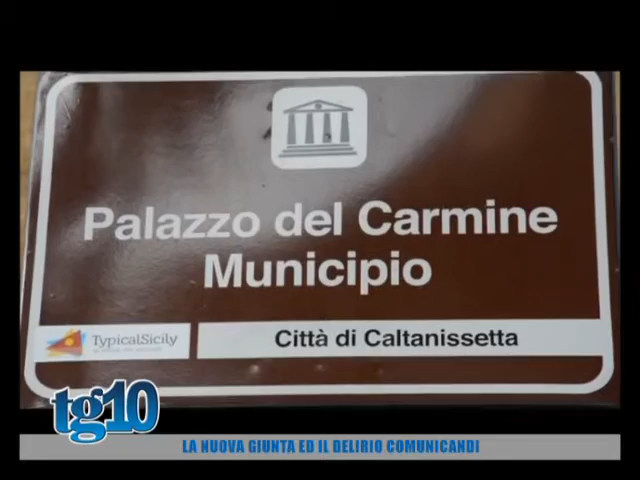 Palazzo del Carmine
Municipio
TypicalSicily
Città di Caltanissetta
tg10
LA NUOVA GIUNTA ED IL DELIRIO COMUNICANDI